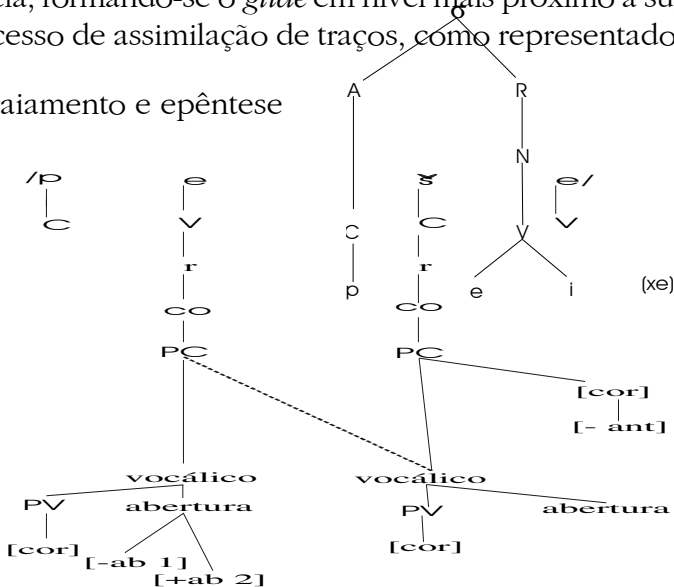 cia, formando-se o glide em nível mais próximo à su
cesso de assimilação de traços, como representado
σ
A R
aiamento e epêntese
N
/p e š e/
C V C V C V
r r
p e i (xe)
co co
PC PC
[cor]
[- ant]
vocálico vocálico
PV abertura PV abertura
[cor] [-ab 1] [cor]
[+ab 2]